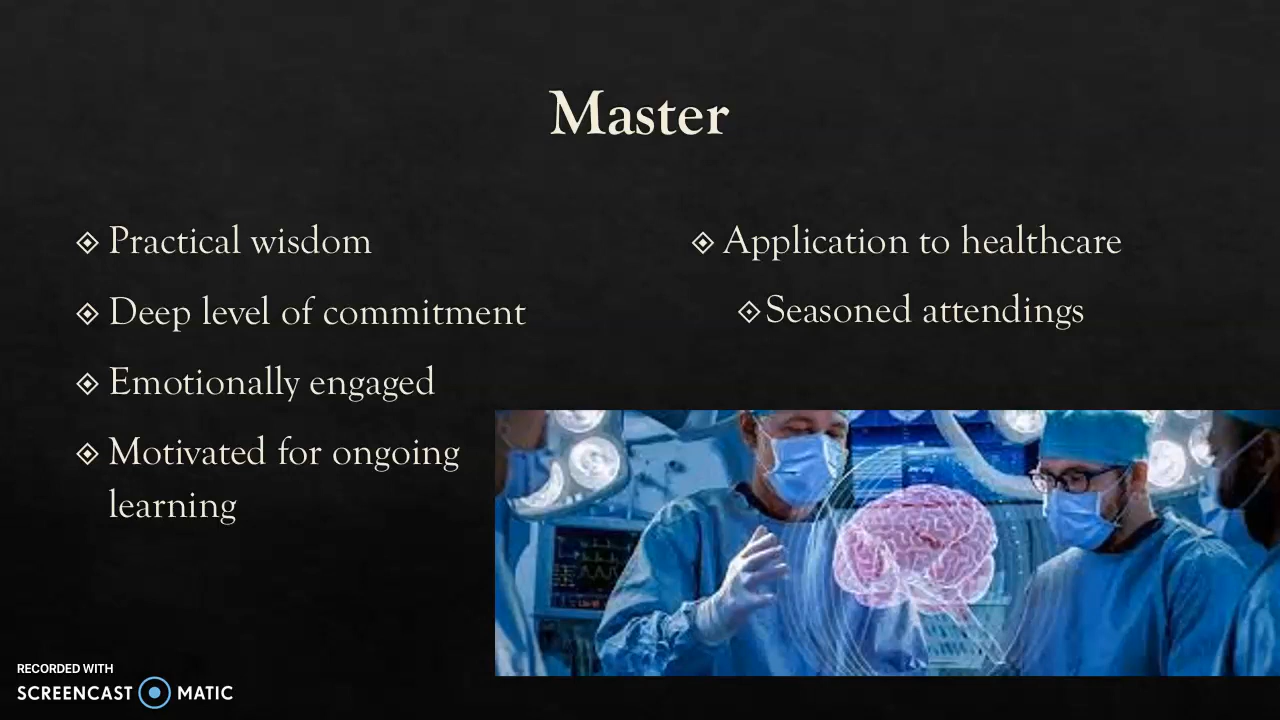 Master
Practical wisdom
Deep level of commitment
Emotionally engaged
Motivated for ongoing
learning
Application to healthcare
Seasoned attendings
RECORDED WITH
SCREENCAST MATIC